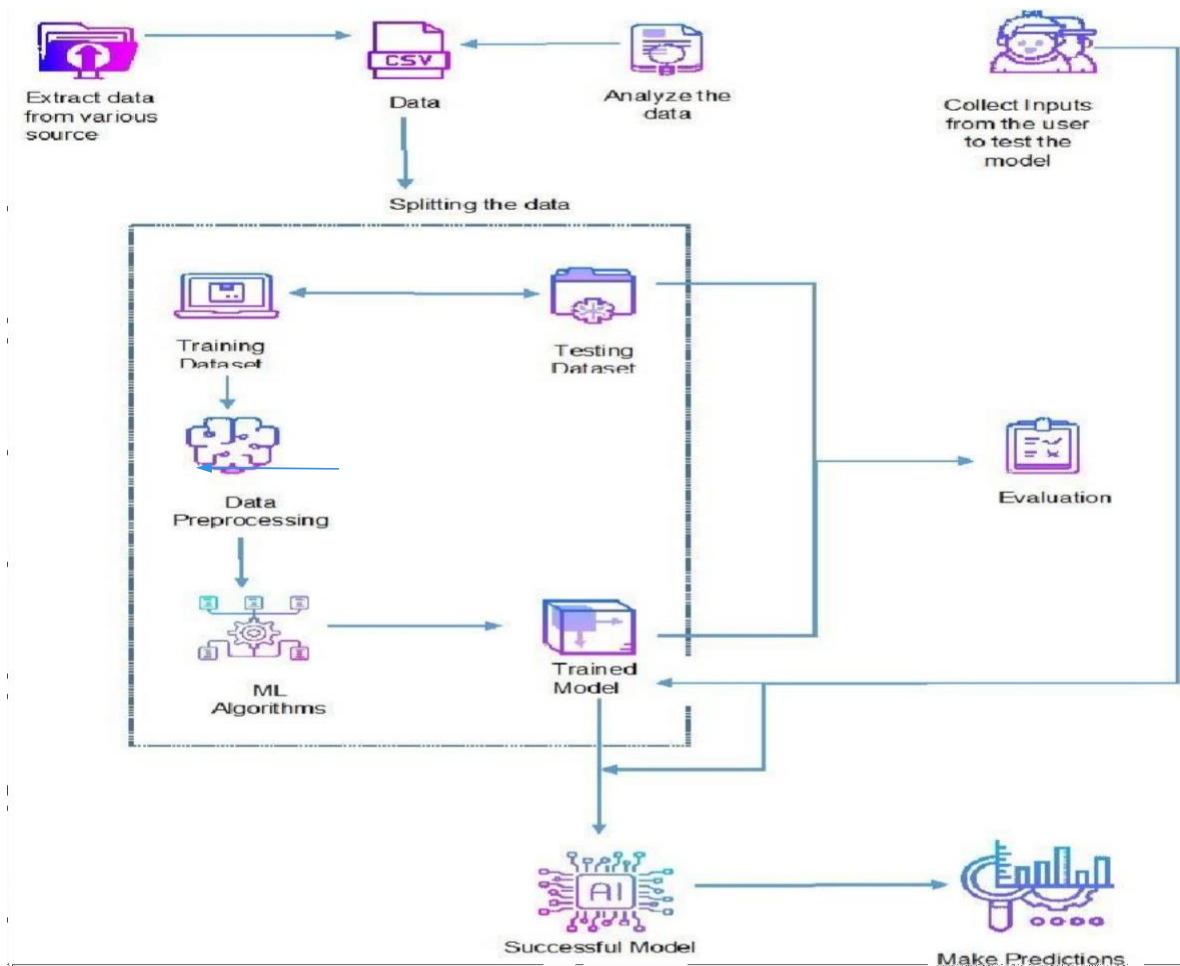 Extract data
from various
source
CSV
Data
Analyze the
data
Collect Inputs
from the user
to test the
model
Splitting the data
Training
Dataset
Testing
Dataset
Data
Preprocessing
Evaluation
ML
Algorithms
Trained
Model
AI
Successful Model
Make Predictions